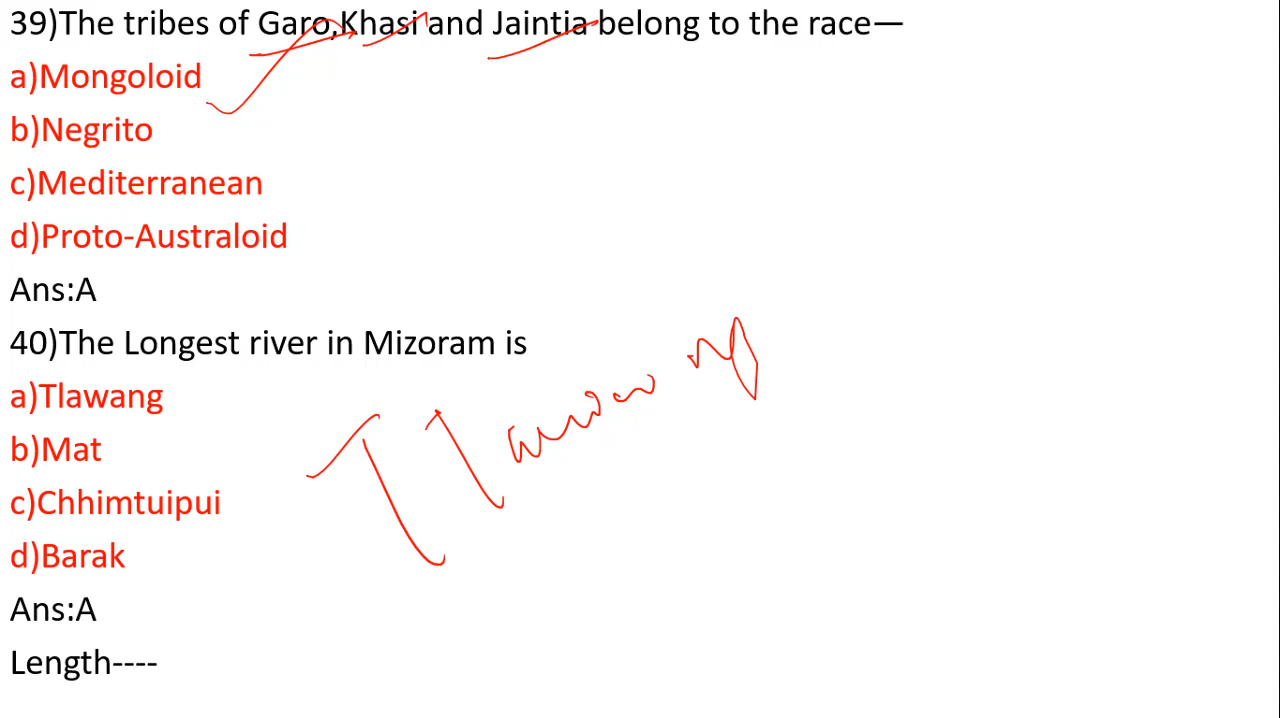 39)The tribes of Garo,Khasi and Jaintia belong to the race—
a)Mongoloid
b)Negrito
c)Mediterranean
d)Proto-Australoid
Ans:A
40)The Longest river in Mizoram is
a)Tlawang
b)Mat
c)Chhimtuipui
d)Barak
Tlawang
Ans:A
Length----